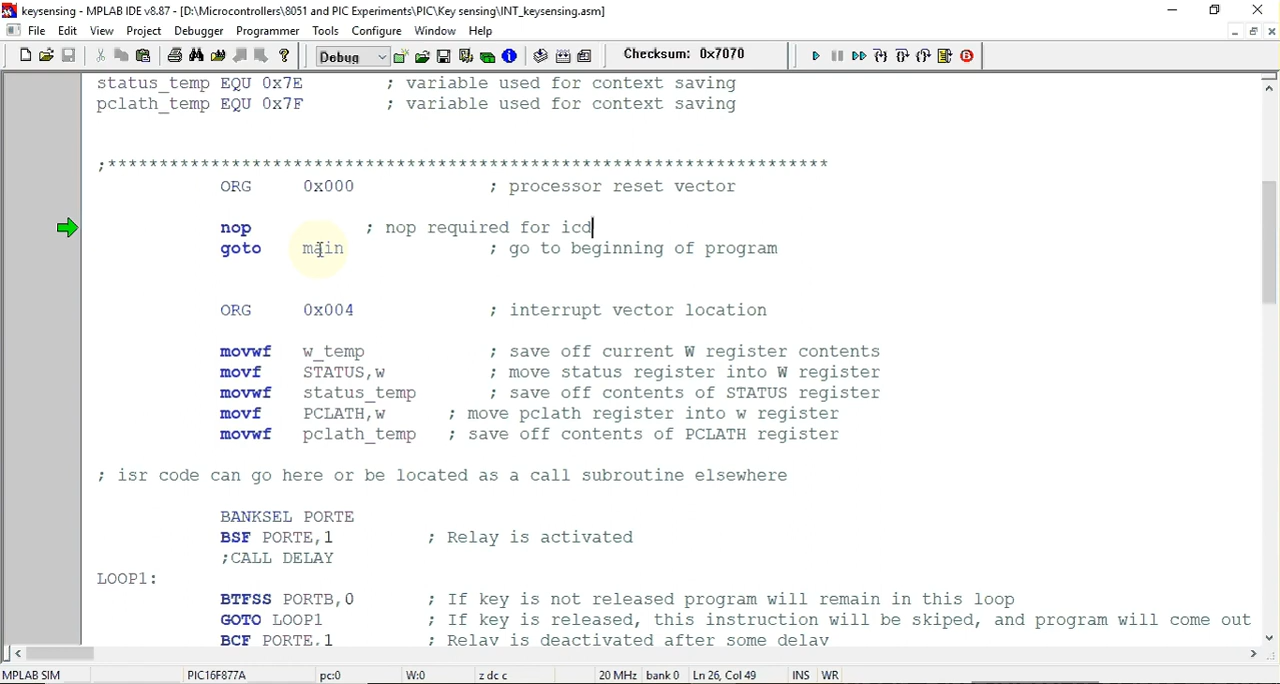 keysensing - MPLAB IDE v8.87 - [D:\Microcontrollers\8051 and PIC Experiments\PIC\Key sensing\INT_keysensing.asm]
File Edit View Project Debugger Programmer Tools Configure Window Help
Debug Checksum: 0x7070
status_temp EQU 0x7E ; variable used for context saving
pclath_temp EQU 0x7F ; variable used for context saving
;**********************************************************************
ORG 0x000 ; processor reset vector
nop ; nop required for icd
goto main ; go to beginning of program
ORG 0x004 ; interrupt vector location
movwf w_temp ; save off current W register contents
movf STATUS,w ; move status register into W register
movwf status_temp ; save off contents of STATUS register
movf PCLATH,w ; move pclath register into w register
movwf pclath_temp ; save off contents of PCLATH register
; isr code can go here or be located as a call subroutine elsewhere
BANKSEL PORTE
BSF PORTE,1 ; Relay is activated
;CALL DELAY
LOOP1:
BTFSS PORTB,0 ; If key is not released program will remain in this loop
GOTO LOOP1 ; If key is released, this instruction will be skiped, and program will come out
BCF PORTE,1 ; Relay is deactivated after some delay
MPLAB SIM PIC16F877A pc:0 W:0 z dc c 20 MHz bank 0 Ln 26, Col 49 INS WR